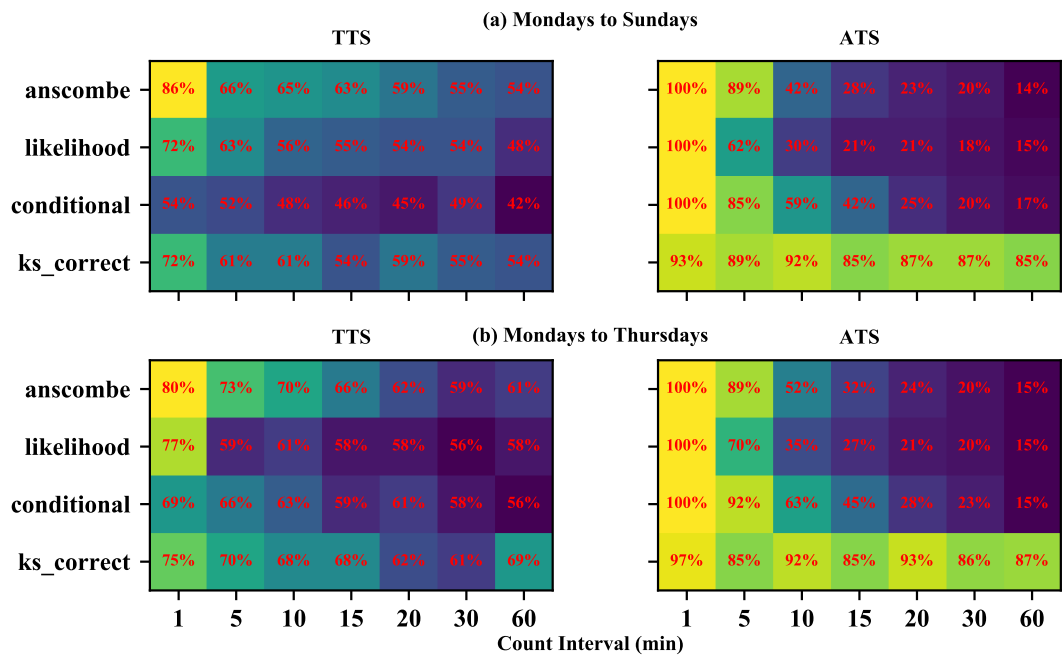 (a) Mondays to Sundays
TTS ATS
anscombe 86% 66% 65% 63% 59% 55% 54% 100% 89% 42% 28% 23% 20% 14%
likelihood 72% 63% 56% 55% 54% 54% 48% 100% 62% 30% 21% 21% 18% 15%
conditional 54% 52% 48% 46% 45% 49% 42% 100% 85% 59% 42% 25% 20% 17%
ks_correct 72% 61% 61% 54% 59% 55% 54% 93% 89% 92% 85% 87% 87% 85%
(b) Mondays to Thursdays
TTS ATS
anscombe 80% 73% 70% 66% 62% 59% 61% 100% 89% 52% 32% 24% 20% 15%
likelihood 77% 59% 61% 58% 58% 56% 58% 100% 70% 35% 27% 21% 20% 15%
conditional 69% 66% 63% 59% 61% 58% 56% 100% 92% 63% 45% 28% 23% 15%
ks_correct 75% 70% 68% 68% 62% 61% 69% 97% 85% 92% 85% 93% 86% 87%
1 5 10 15 20 30 60 1 5 10 15 20 30 60
Count Interval (min)